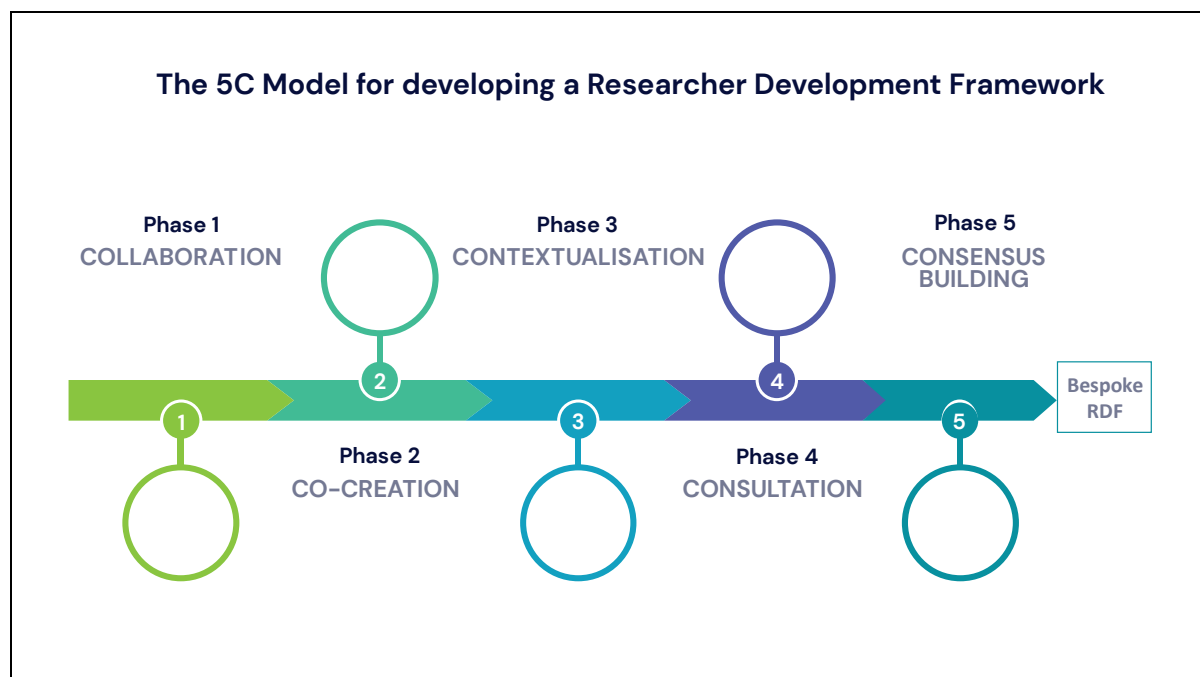 The 5C Model for developing a Researcher Development Framework
Phase 1
COLLABORATION
Phase 3
CONTEXTUALISATION
Phase 5
CONSENSUS
BUILDING
2
4
Bespoke
RDF
1
3
5
Phase 2
CO-CREATION
Phase 4
CONSULTATION